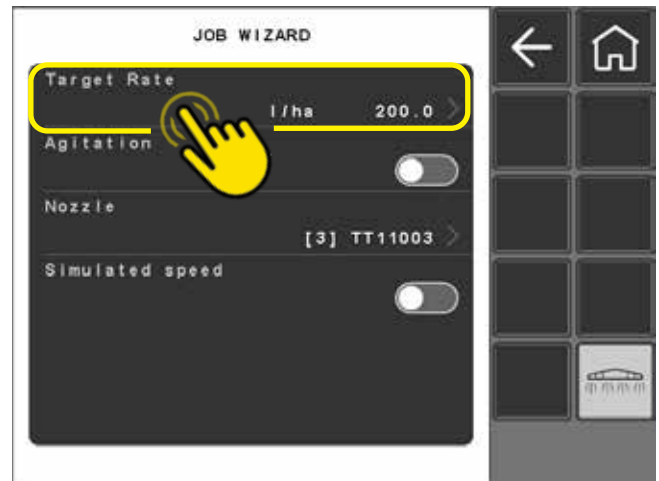 JOB WIZARD
Target Rate
l/ha 200.0
Agitation
Nozzle
[3] TT11003
Simulated speed